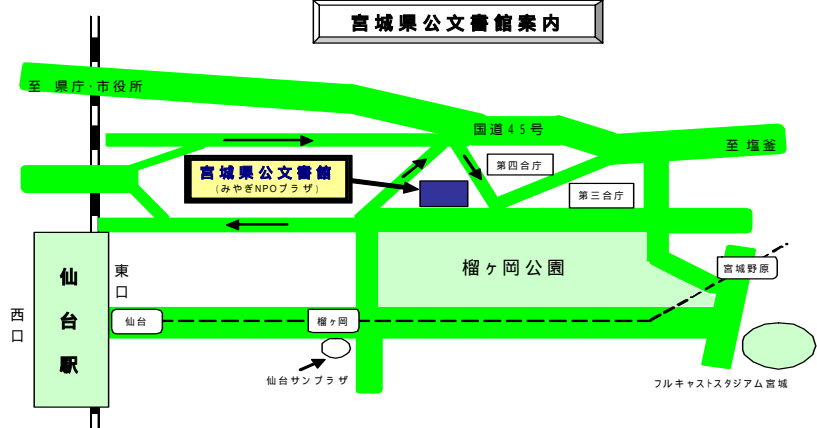 宮城県公文書館案内
至 県庁・市役所
国道45号
至 塩釜
宮城県公文書館
(みやぎNPOプラザ)
第四合庁
第三合庁
榴ヶ岡公園
宮城野原
仙台駅
東口
西口
仙台
榴ヶ岡
仙台サンプラザ
フルキャストスタジアム宮城